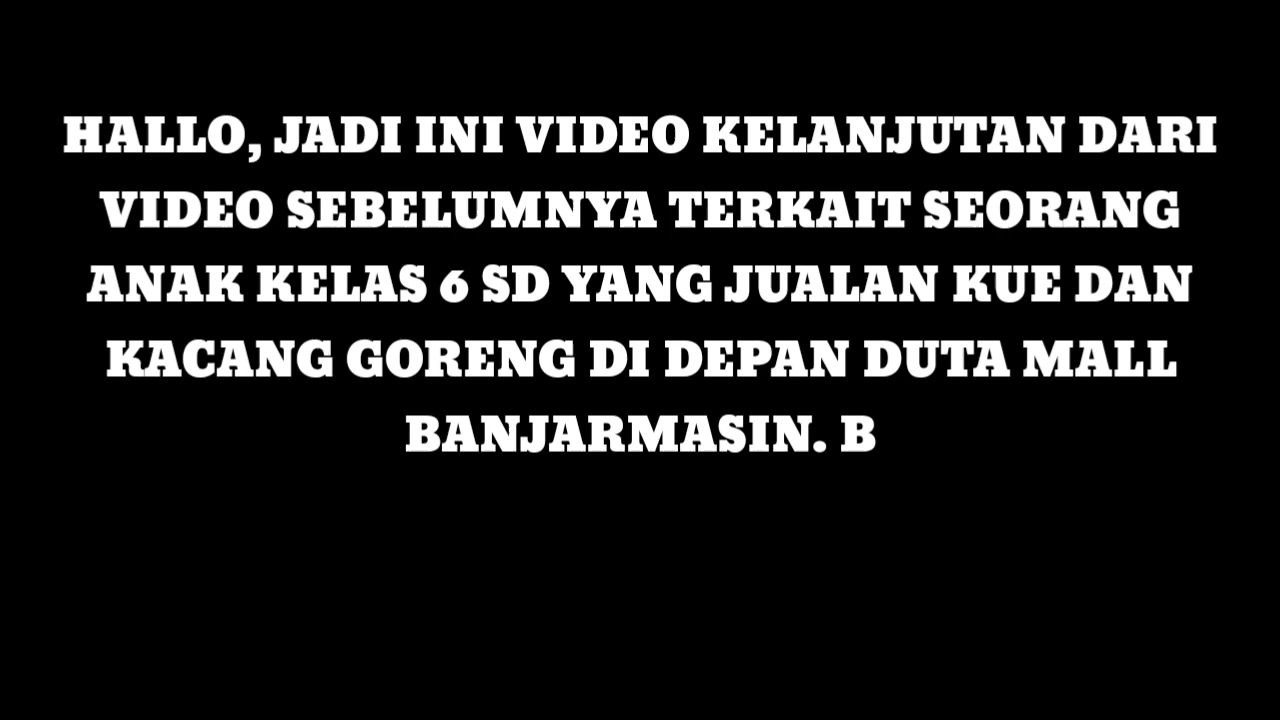 HALLO, JADI INI VIDEO KELANJUTAN DARI
VIDEO SEBELUMNYA TERKAIT SEORANG
ANAK KELAS 6 SD YANG JUALAN KUE DAN
KACANG GORENG DI DEPAN DUTA MALL
BANJARMASIN. B